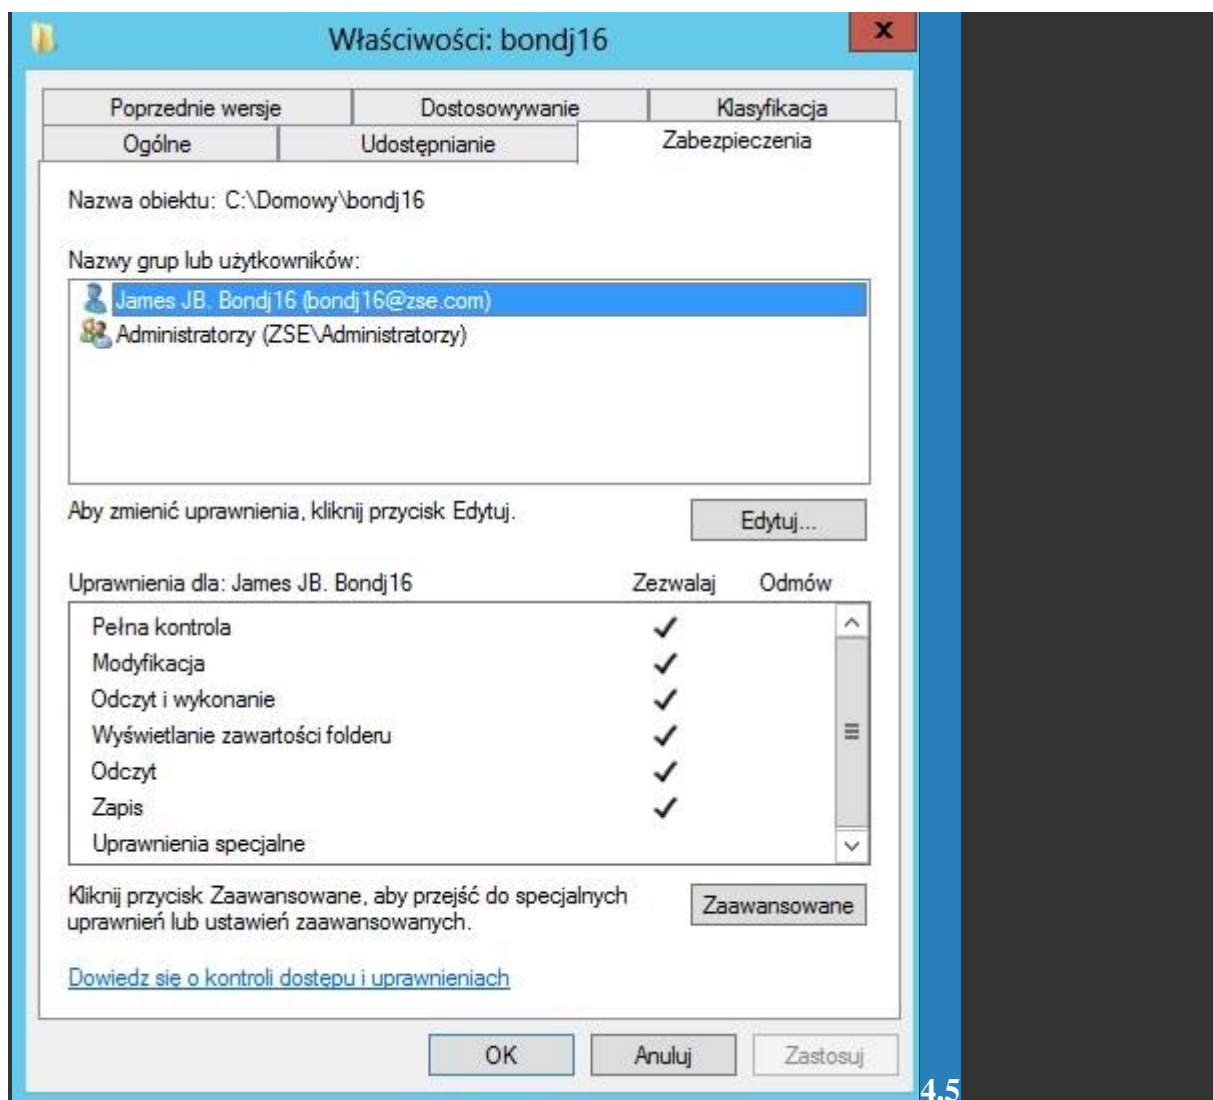 Właściwości: bondj16
x
Poprzednie wersje Dostosowywanie Klasyfikacja
Ogólne Udostępnianie Zabezpieczenia
Nazwa obiektu: C:\Domowy\bondj16
Nazwy grup lub użytkowników:
James JB. Bondj16 (bondj16@zse.com)
Administratorzy (ZSE\Administratorzy)
Aby zmienić uprawnienia, kliknij przycisk Edytuj.
Edytuj...
Uprawnienia dla: James JB. Bondj16 Zezwalaj Odmów
Pełna kontrola
Modyfikacja
Odczyt i wykonanie
Wyświetlanie zawartości folderu
Odczyt
Zapis
Uprawnienia specjalne
Kliknij przycisk Zaawansowane, aby przejść do specjalnych
uprawnień lub ustawień zaawansowanych.
Zaawansowane
Dowiedz się o kontroli dostępu i uprawnieniach
OK Anuluj Zastosuj
4.5